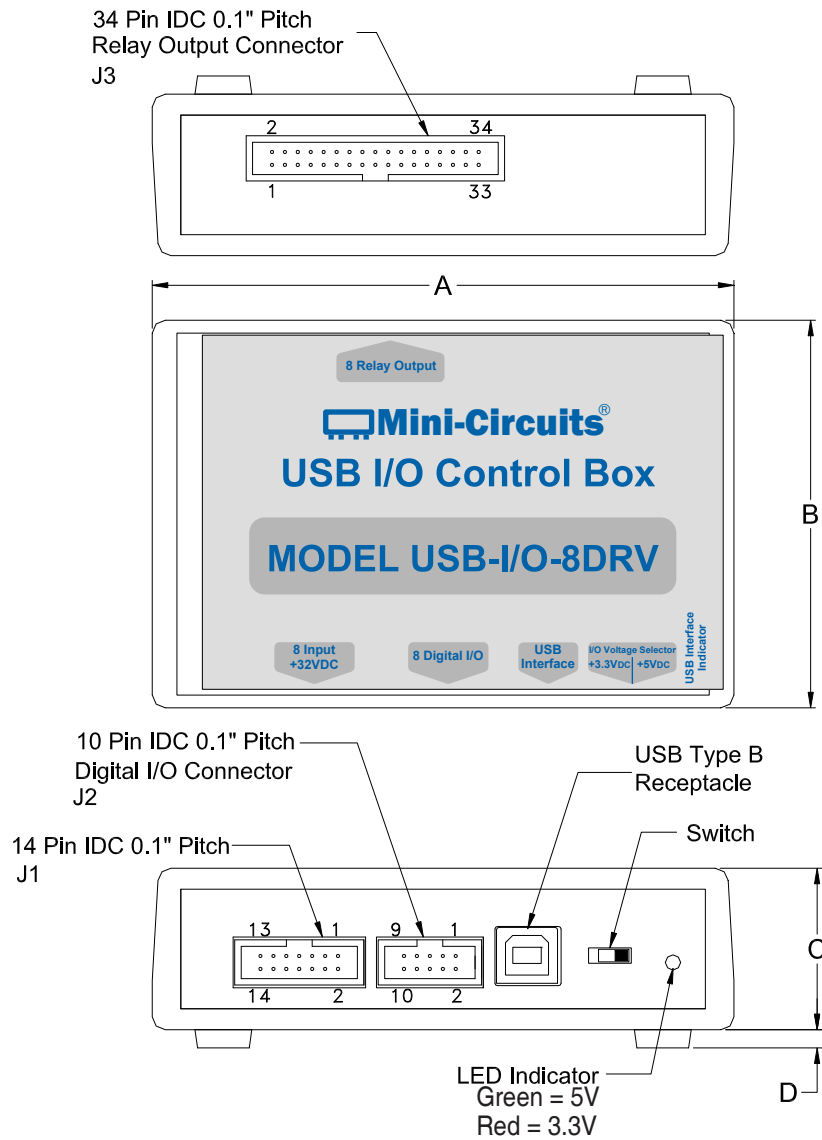 34 Pin IDC 0.1" Pitch
Relay Output Connector
J3
2 34
1 33
A
8 Relay Output
Mini-Circuits®
USB I/O Control Box
MODEL USB-I/O-8DRV
B
8 Input
+32VDC
8 Digital I/O
USB
Interface
I/O Voltage Selector
+3.3VDC +5VDC
USB Interface
Indicator
10 Pin IDC 0.1" Pitch
Digital I/O Connector
J2
USB Type B
Receptacle
14 Pin IDC 0.1" Pitch
J1
Switch
13 1 9 1
14 2 10 2
C
LED Indicator
Green = 5V
Red = 3.3V
D